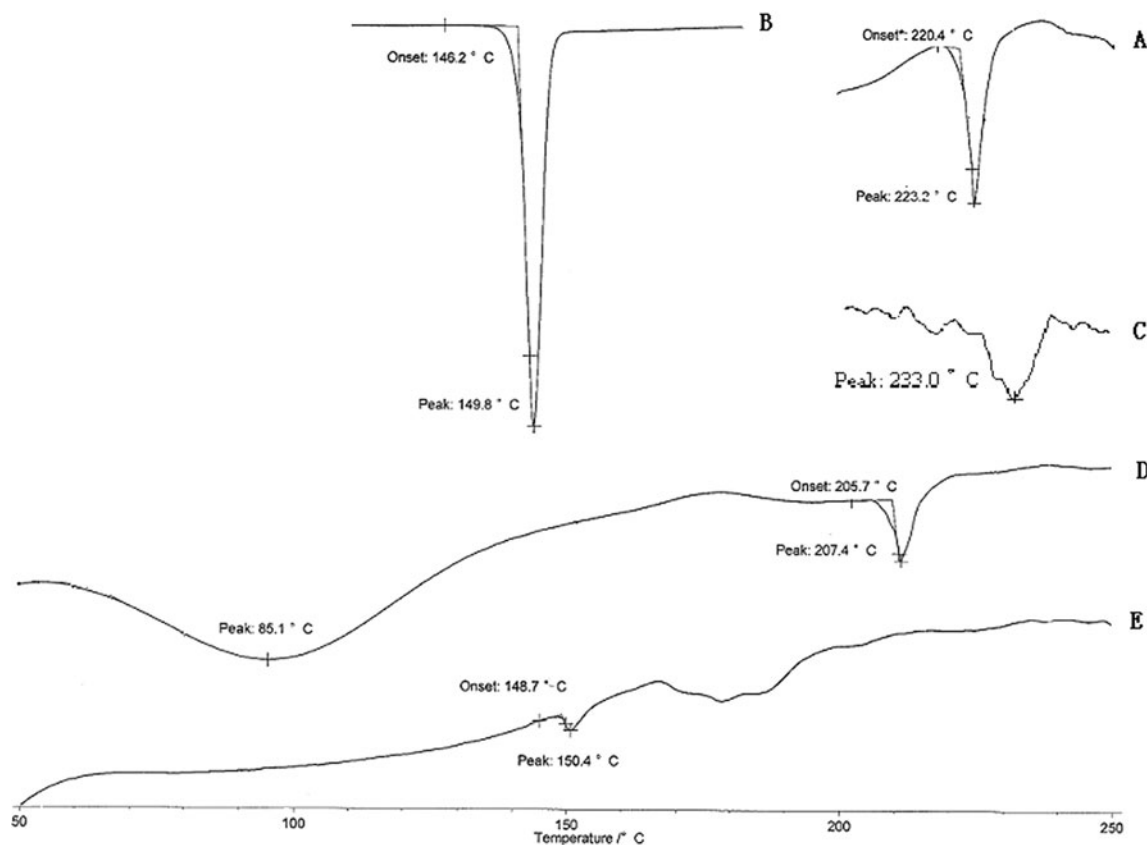 B
Onset: 146.2 ° C
Peak: 149.8 ° C
Onset*: 220.4 ° C
A
Peak: 223.2 ° C
C
Peak: 233.0 ° C
D
Onset: 205.7 ° C
Peak: 207.4 ° C
Peak: 85.1 ° C
E
Onset: 148.7 ° C
Peak: 150.4 ° C
50
100
150
200
250
Temperature /° C